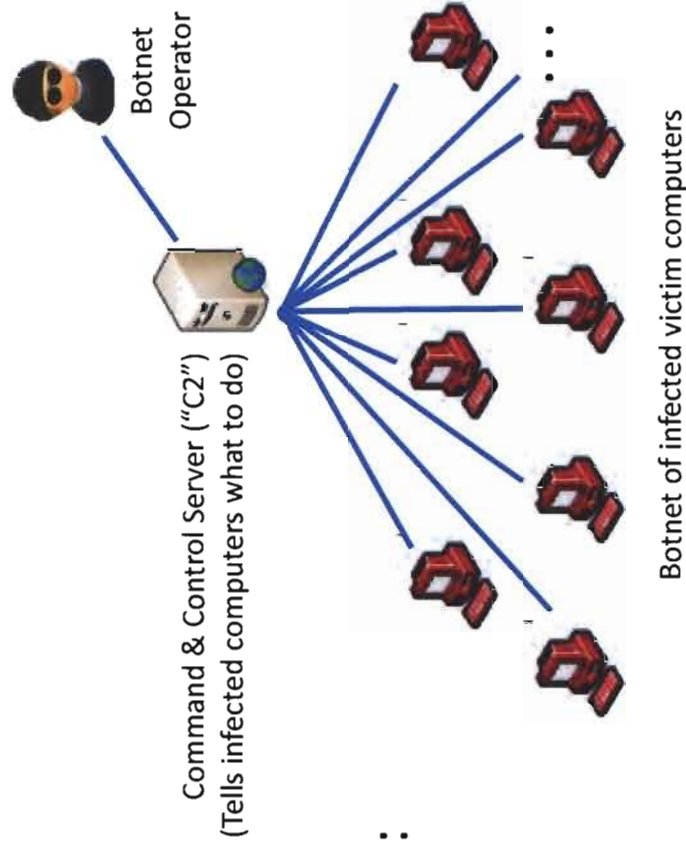 Botnet
Operator
Command & Control Server ("C2")
(Tells infected computers what to do)
Botnet of infected victim computers